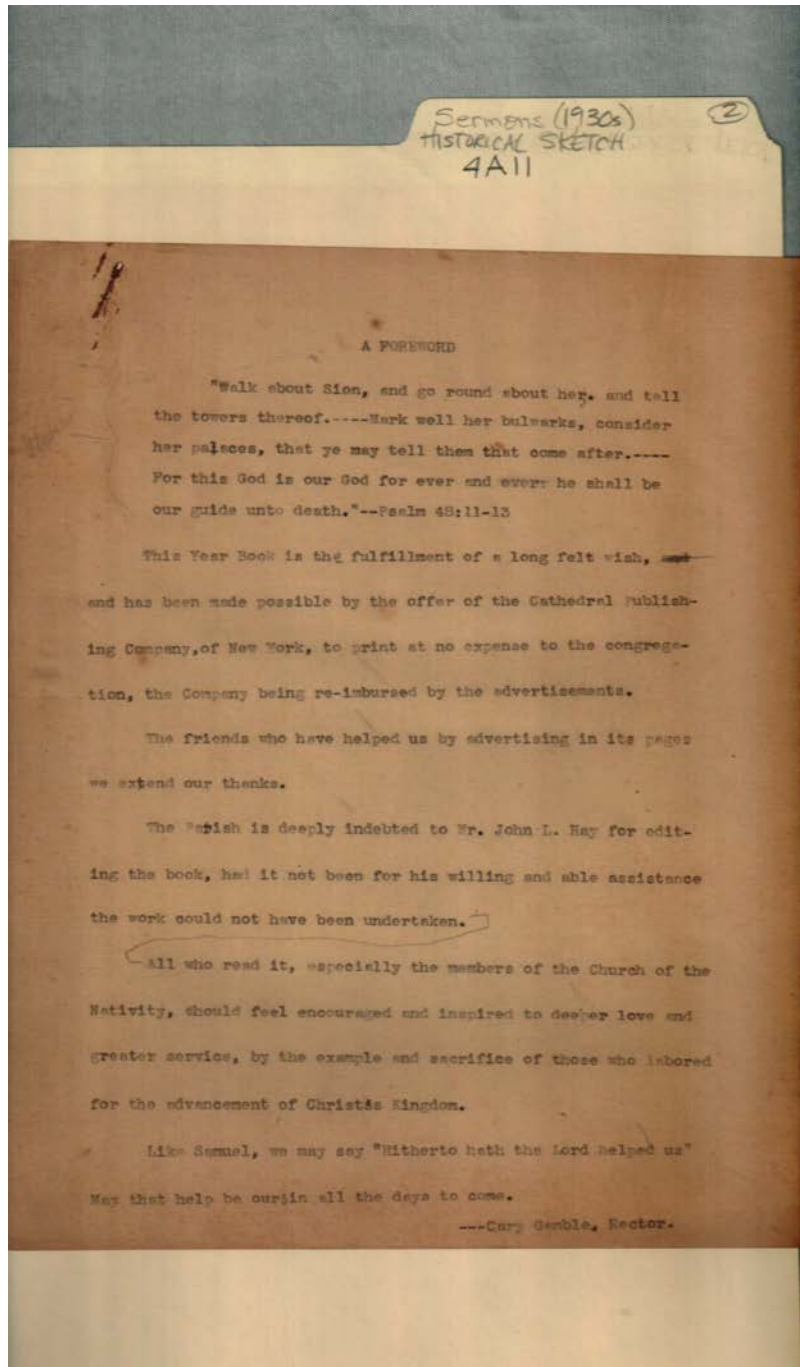 Sermons (1930s) 2
HISTORICAL SKETCH
4A11
A FOREWORD
"Walk about Sion, and go round about her. and tell
the towers thereof.----Mark well her bulwarks, consider
her palaces, that ye may tell them that come after.----
For this God is our God for ever and ever: he shall be
our guide unto death."--Psalm 48:11-13
This Year Book is the fulfillment of a long felt wish,
and has been made possible by the offer of the Cathedral Publish-
ing Company,of New York, to print at no expense to the congrega-
tion, the Company being re-imbursed by the advertisements.
The friends who have helped us by advertising in its pages
we extend our thanks.
The Parish is deeply indebted to Mr. John L. Hay for edit-
ing the book, had it not been for his willing and able assistance
the work could not have been undertaken.
All who read it, especially the members of the Church of the
Nativity, should feel encouraged and inspired to deeper love and
greater service, by the example and sacrifice of those who labored
for the advancement of Christ's Kingdom.
Like Samuel, we may say "Hitherto hath the Lord helped us"
May that help be ours in all the days to come.
---Cary Gamble, Rector.